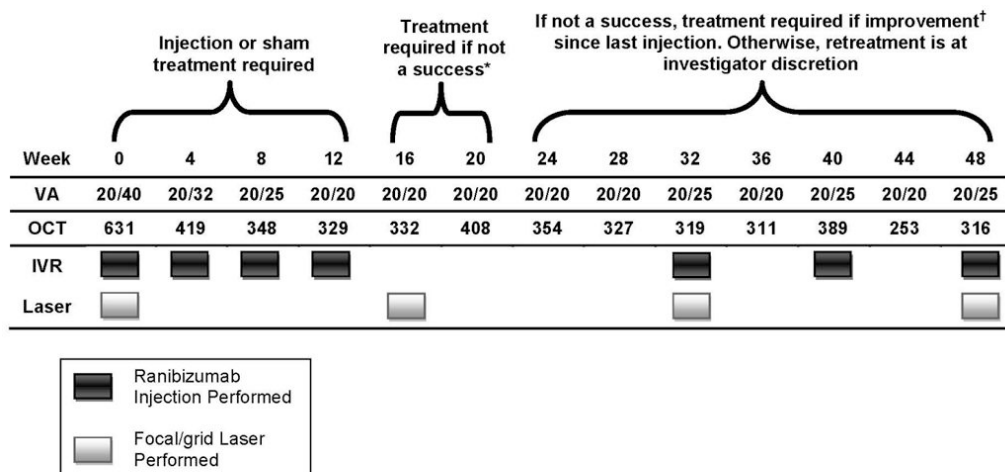 Injection or sham
treatment required
Treatment
required if not
a success*
If not a success, treatment required if improvement†
since last injection. Otherwise, retreatment is at
investigator discretion
Week 0 4 8 12 16 20 24 28 32 36 40 44 48
VA 20/40 20/32 20/25 20/20 20/20 20/20 20/20 20/20 20/25 20/20 20/25 20/20 20/25
OCT 631 419 348 329 332 408 354 327 319 311 389 253 316
IVR
Laser
Ranibizumab
Injection Performed
Focal/grid Laser
Performed